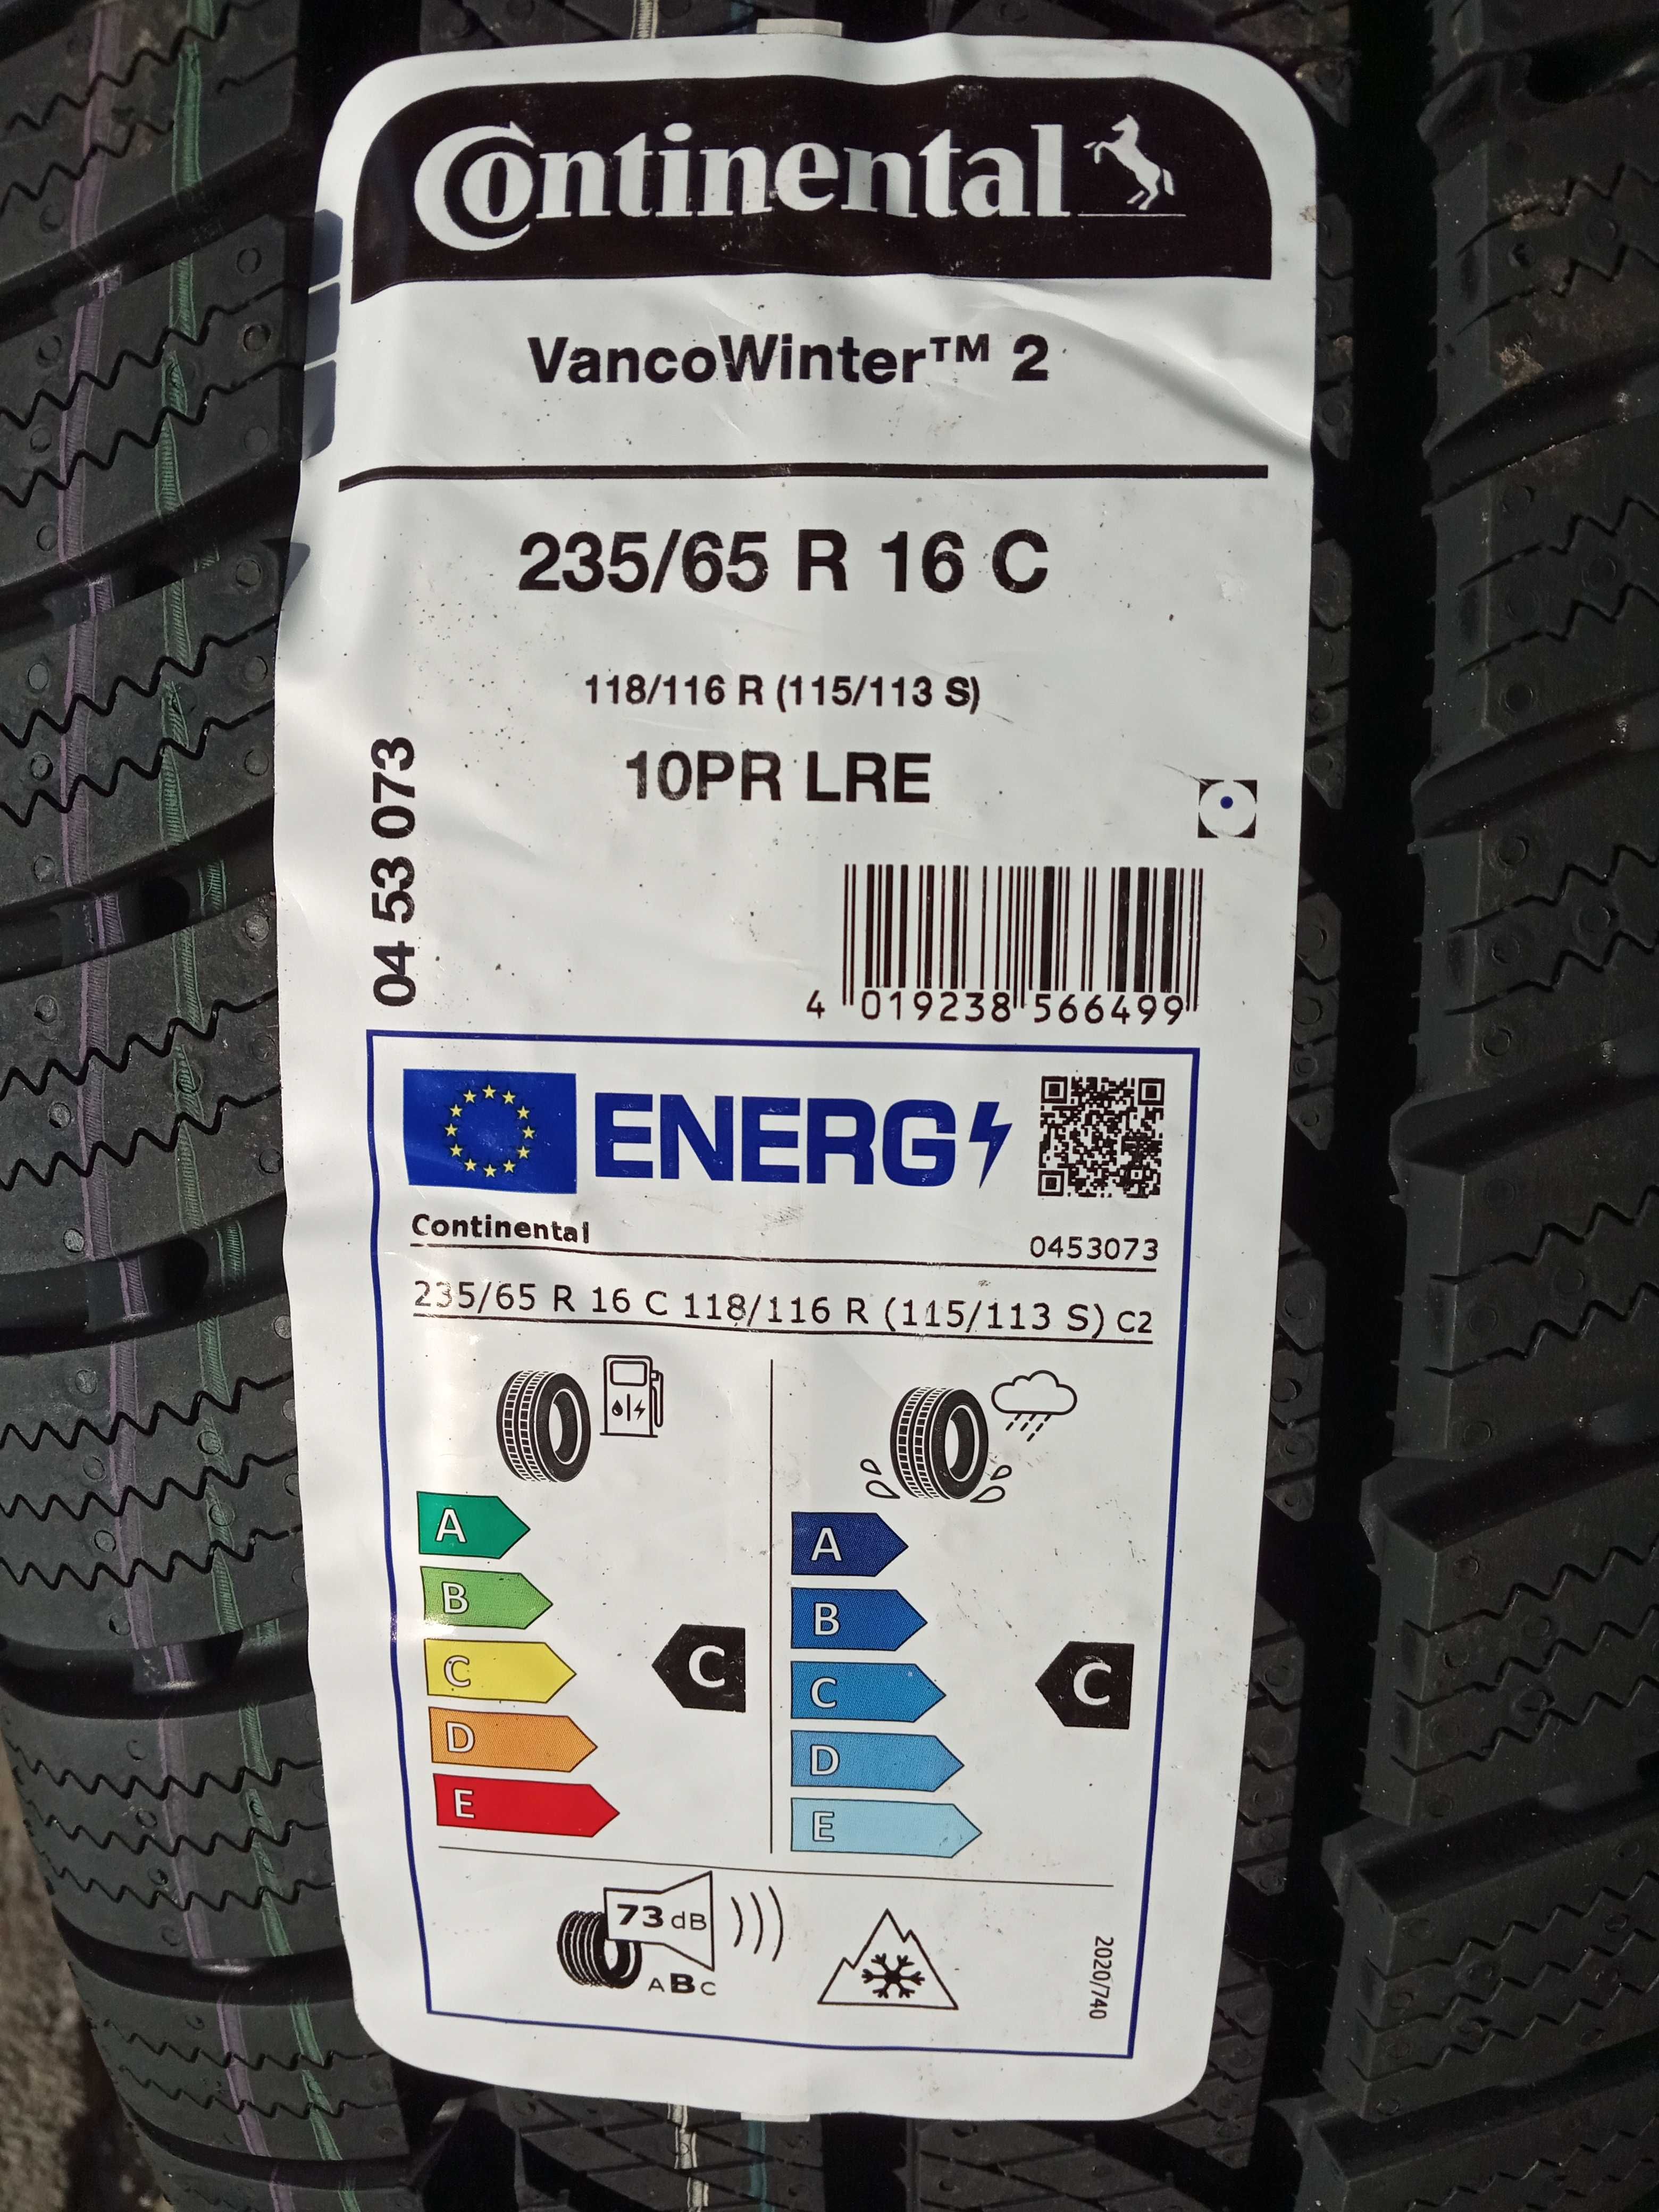 Continental
VancoWinter™ 2
235/65 R 16 C
118/116 R (115/113 S)
10PR LRE
04 53 073
4 019238 566499
ENERG
Continental
0453073
235/65 R 16 C 118/116 R (115/113 S) C2
A
B
C
D
E
C
A
B
C
D
E
C
73 dB
ABC
2020/740